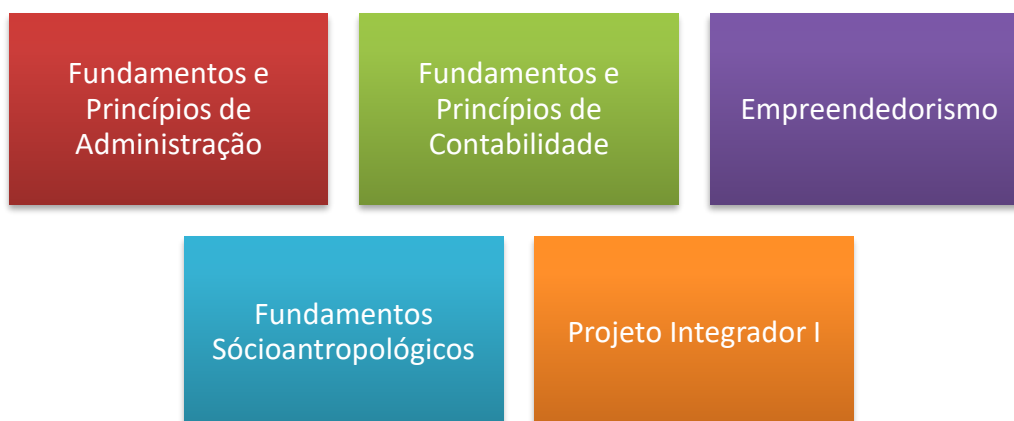 Fundamentos e
Princípios de
Administração
Fundamentos e
Princípios de
Contabilidade
Empreendedorismo
Fundamentos
Sócioantropológicos
Projeto Integrador I